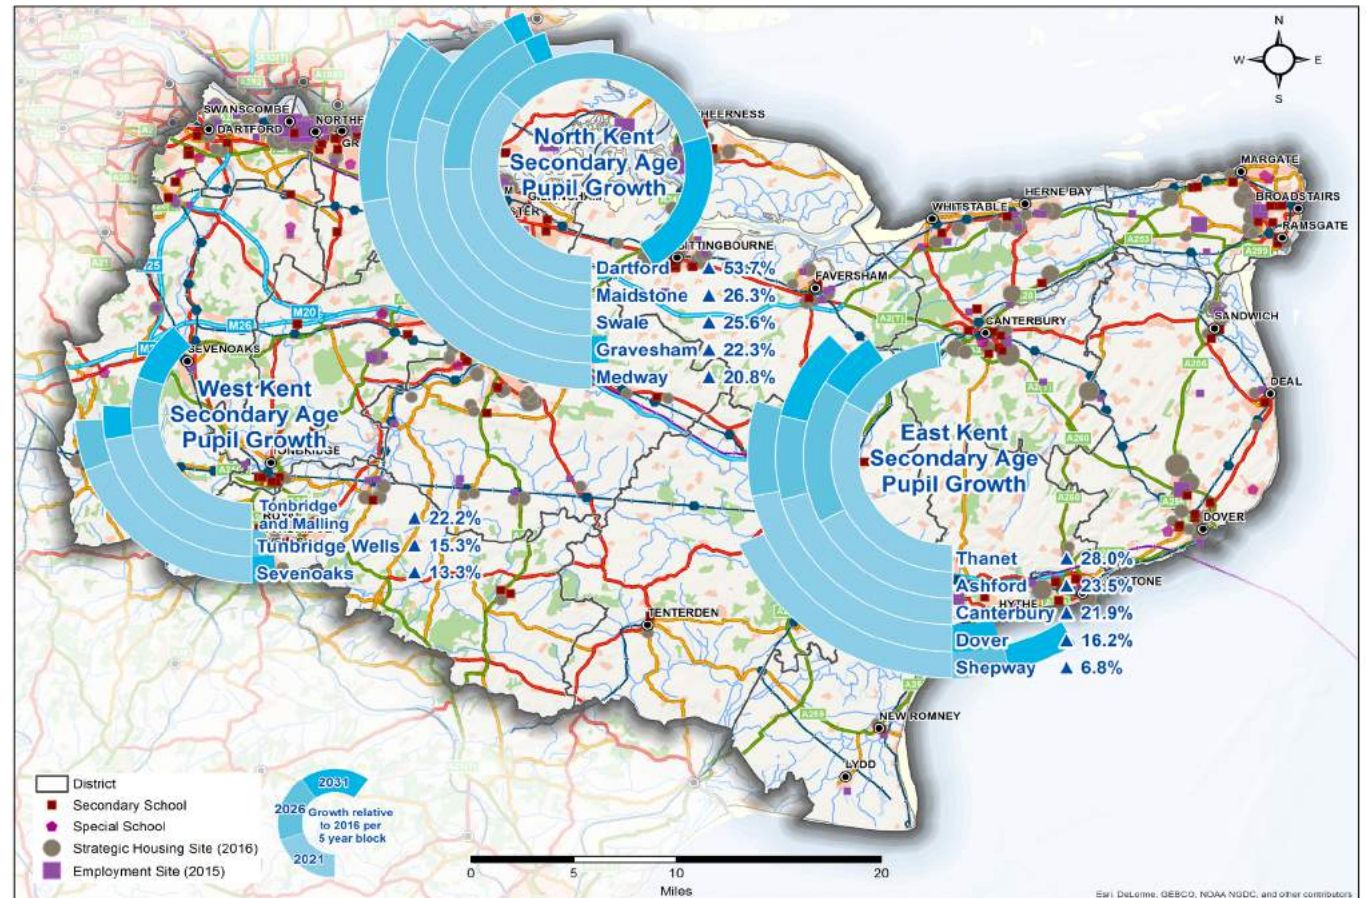 N
W
E
S
SWANSCOMBE
DARTFORD
HEERNESS
North Kent
Secondary Age
Pupil Growth
MARGATE
BROADSTAIRS
RAMSGATE
HERNE BAY
WHITSTABLE
SITTINGBOURNE
Dartford ▲ 53.7%
Maidstone ▲ 26.3%
Swale ▲ 25.6%
Gravesham ▲ 22.3%
Medway ▲ 20.8%
FAVERSHAM
CANTERBURY
SANDWICH
DEAL
DOVER
M20
M26
SEVENOAKS
West Kent
Secondary Age
Pupil Growth
TONBRIDGE
Tonbridge
and Malling ▲ 22.2%
Tunbridge Wells ▲ 15.3%
Sevenoaks ▲ 13.3%
East Kent
Secondary Age
Pupil Growth
Thanet ▲ 28.0%
Ashford ▲ 23.5%
Canterbury ▲ 21.9%
Dover ▲ 16.2%
Shepway ▲ 6.8%
TONE
HYTHE
TENTERDEN
NEW ROMNEY
LYDD
District
Secondary School
Special School
Strategic Housing Site (2016)
Employment Site (2015)
2031
2026
2021
Growth relative
to 2016 per
5 year block
0 5 10 20
Miles
Esri, DeLorme, GEBCO, NOAA NGDC, and other contributors